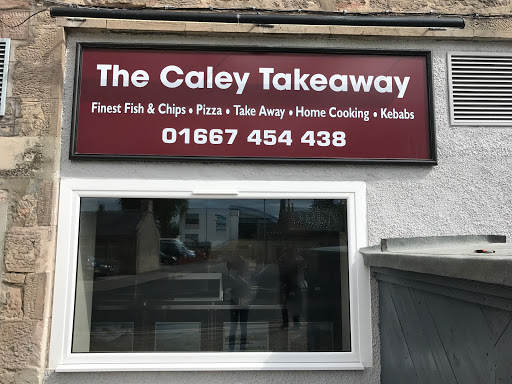 The Caley Takeaway
Finest Fish & Chips • Pizza • Take Away • Home Cooking • Kebabs
01667 454 438